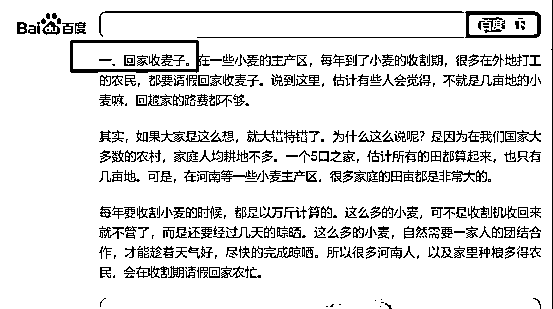 Bai 百度
百度
一、回家收麦子。在一些小麦的主产区，每年到了小麦的收割期，很多在外地打工
的农民，都要请假回家收麦子。说到这里，估计有些人会觉得，不就是几亩地的小
麦嘛，回趟家的路费都不够。
其实，如果大家是这么想，就大错特错了。为什么这么说呢？是因为在我们国家大
多数的农村，家庭人均耕地不多。一个5口之家，估计所有的田都算起来，也只有
几亩地。可是，在河南等一些小麦主产区，很多家庭的田亩都是非常大的。
每年要收割小麦的时候，都是以万斤计算的。这么多的小麦，可不是收割机收回来
就不管了，而是还要经过几天的晾晒。这么多的小麦，自然需要一家人的团结合
作，才能趁着天气好，尽快的完成晾晒。所以很多河南人，以及家里种粮多得农
民，会在收割期请假回家农忙。